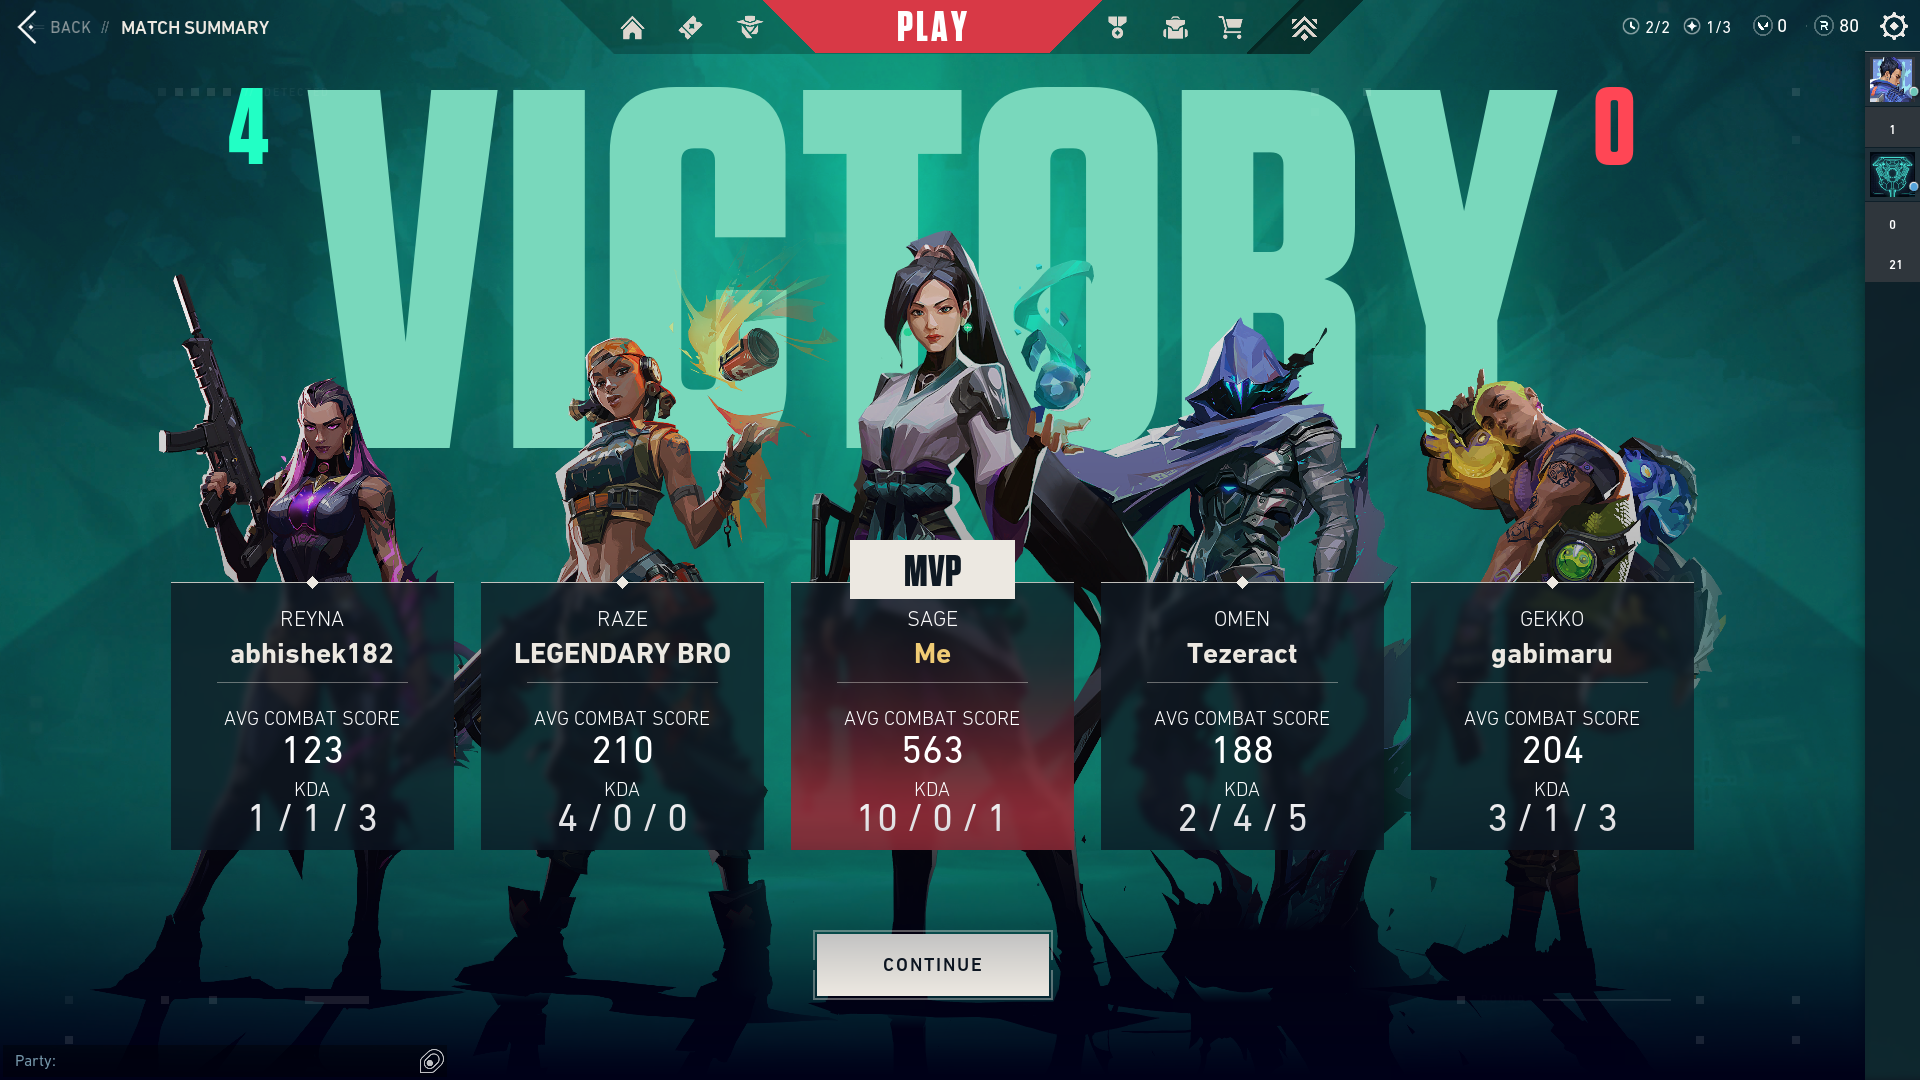 BACK // MATCH SUMMARY
PLAY
2/2 1/3 0 80
4 VICTORY 0
1
0
21
MVP
REYNA
abhishek182
AVG COMBAT SCORE
123
KDA
1 / 1 / 3
RAZE
LEGENDARY BRO
AVG COMBAT SCORE
210
KDA
4 / 0 / 0
SAGE
Me
AVG COMBAT SCORE
563
KDA
10 / 0 / 1
OMEN
Tezeract
AVG COMBAT SCORE
188
KDA
2 / 4 / 5
GEKKO
gabimaru
AVG COMBAT SCORE
204
KDA
3 / 1 / 3
CONTINUE
Party: